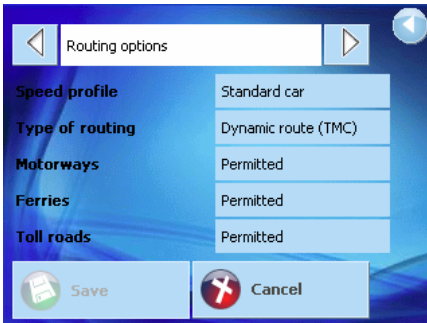 Routing options
Speed profile Standard car
Type of routing Dynamic route (TMC)
Motorways Permitted
Ferries Permitted
Toll roads Permitted
Save Cancel